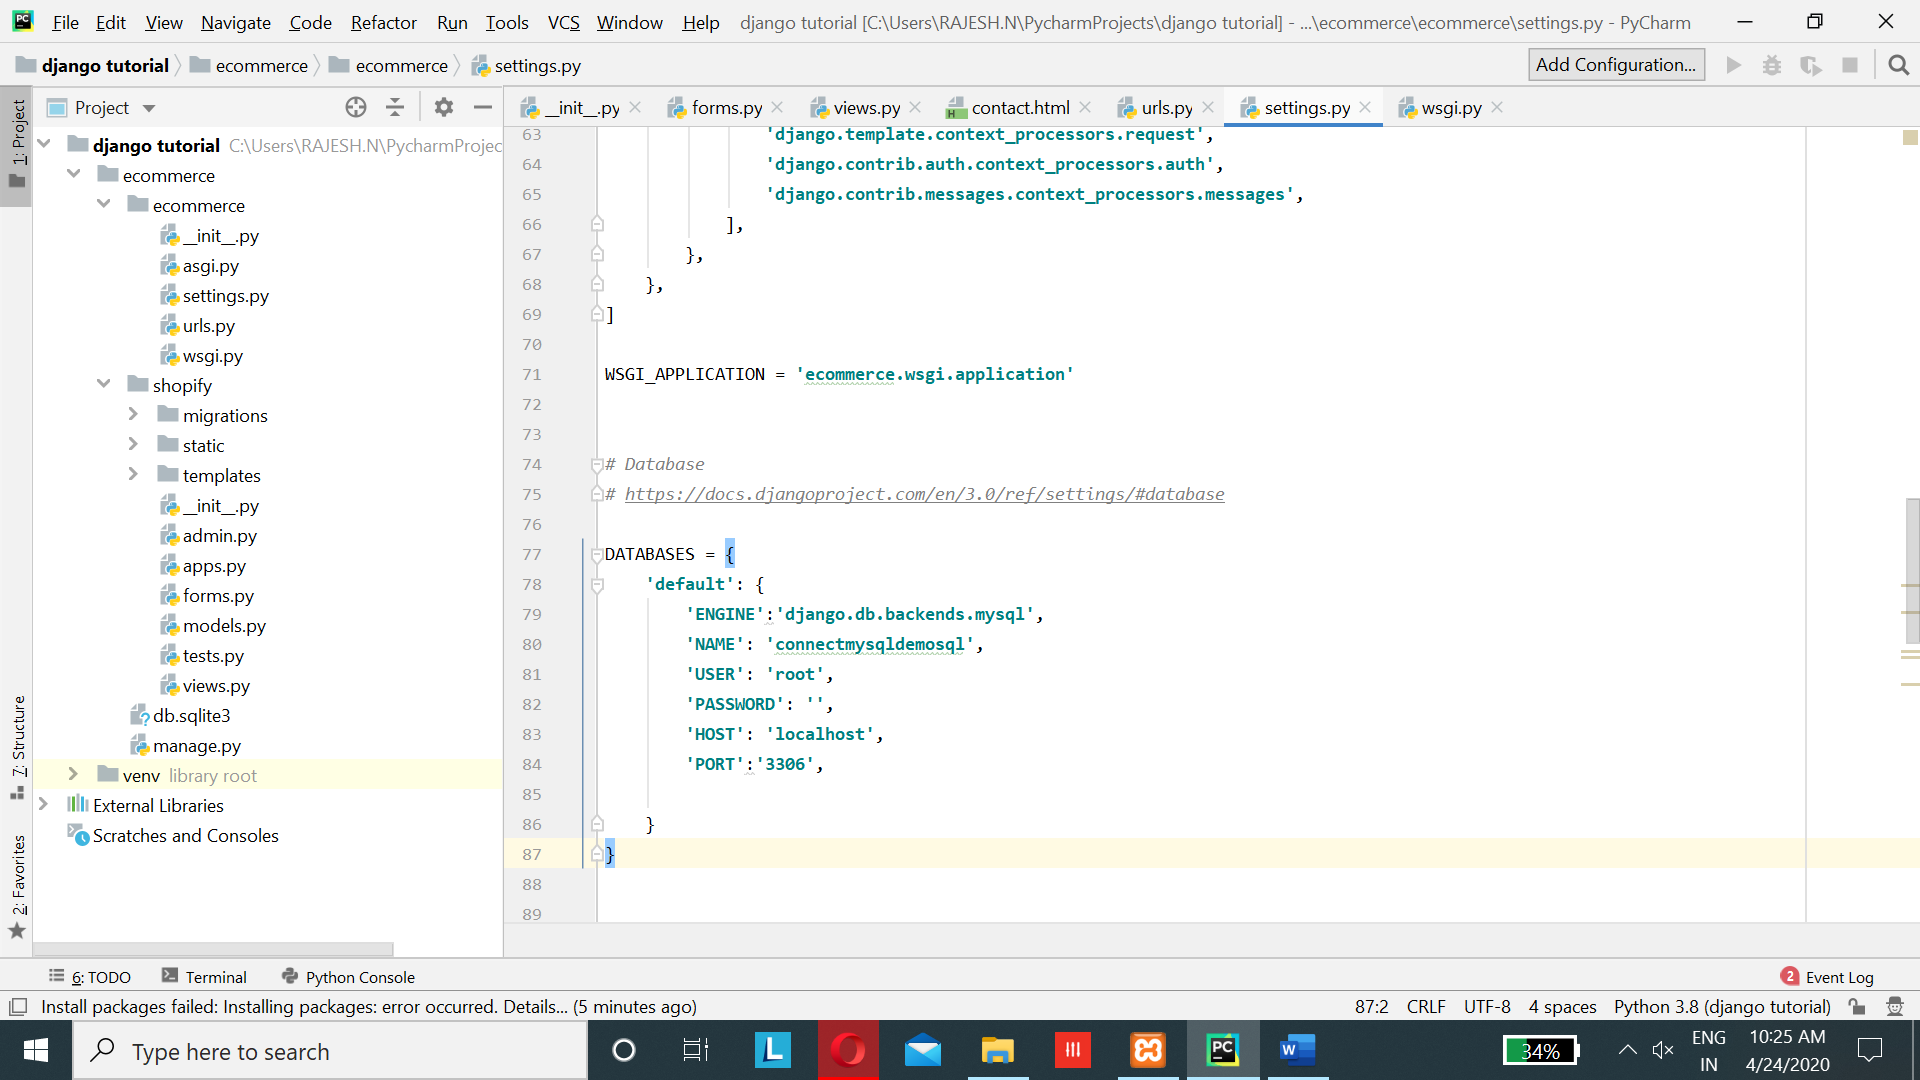 File Edit View Navigate Code Refactor Run Tools VCS Window Help django tutorial [C:\Users\RAJESH.N\PycharmProjects\django tutorial] - ...\ecommerce\ecommerce\settings.py - PyCharm
django tutorial ecommerce ecommerce settings.py Add Configuration...
Project
__init__.py forms.py views.py contact.html urls.py settings.py wsgi.py
1: Project
7: Structure
2: Favorites
django tutorial C:\Users\RAJESH.N\PycharmProjec
ecommerce
ecommerce
__init__.py
asgi.py
settings.py
urls.py
wsgi.py
shopify
migrations
static
templates
__init__.py
admin.py
apps.py
forms.py
models.py
tests.py
views.py
db.sqlite3
manage.py
venv library root
External Libraries
Scratches and Consoles
63 'django.template.context_processors.request',
64 'django.contrib.auth.context_processors.auth',
65 'django.contrib.messages.context_processors.messages',
66 ],
67 },
68 },
69 ]
70
71 WSGI_APPLICATION = 'ecommerce.wsgi.application'
72
73
74 # Database
75 # https://docs.djangoproject.com/en/3.0/ref/settings/#database
76
77 DATABASES = {
78 'default': {
79 'ENGINE':'django.db.backends.mysql',
80 'NAME': 'connectmysqldemosql',
81 'USER': 'root',
82 'PASSWORD': '',
83 'HOST': 'localhost',
84 'PORT':'3306',
85
86 }
87 }
88
89
6: TODO Terminal Python Console 2 Event Log
Install packages failed: Installing packages: error occurred. Details... (5 minutes ago) 87:2 CRLF UTF-8 4 spaces Python 3.8 (django tutorial)
Type here to search
34%
ENG
IN
10:25 AM
4/24/2020